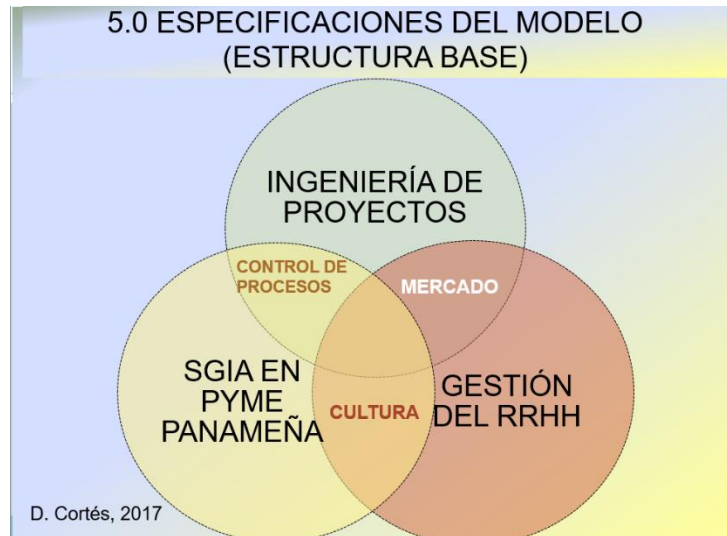 5.0 ESPECIFICACIONES DEL MODELO
(ESTRUCTURA BASE)
INGENIERÍA DE
PROYECTOS
CONTROL DE
PROCESOS
MERCADO
SGIA EN
PYME
PANAMEÑA
CULTURA
GESTIÓN
DEL RRHH
D. Cortés, 2017